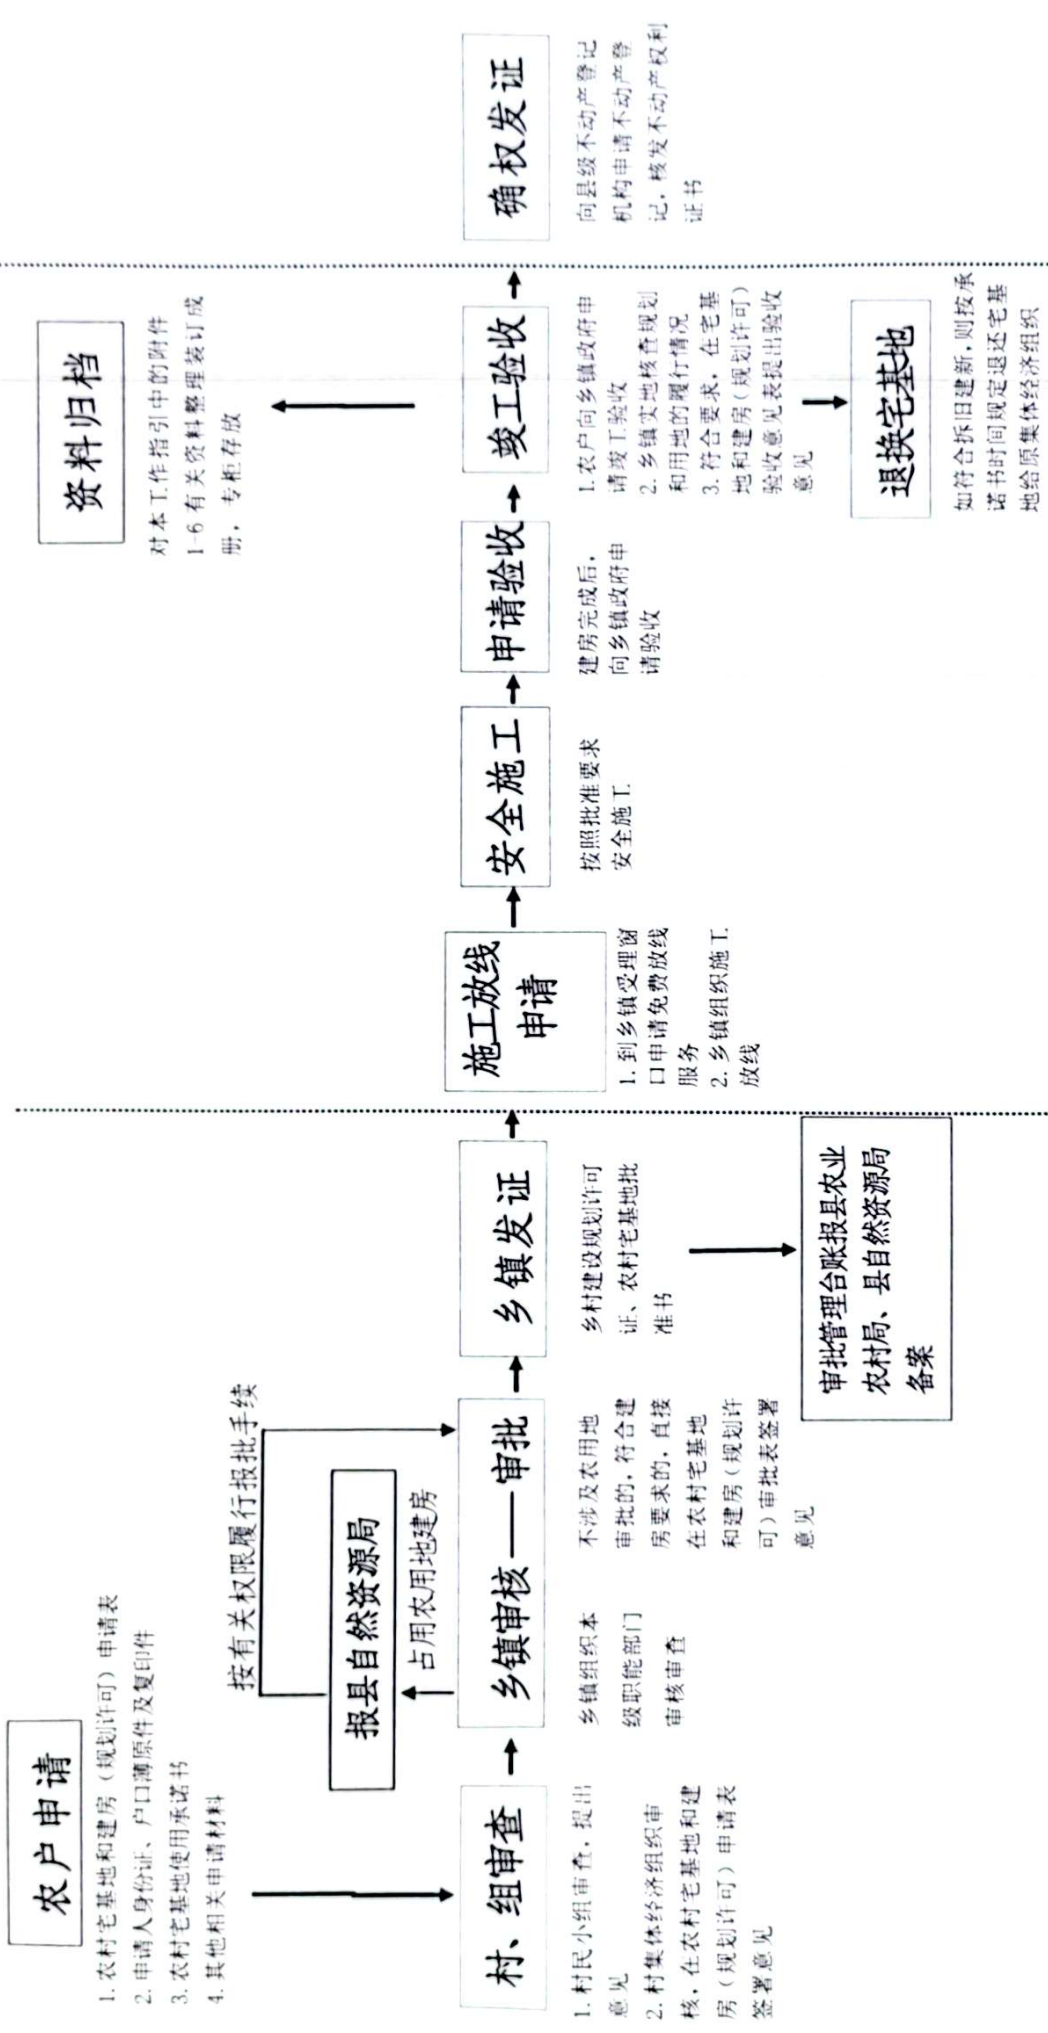 农户申请
1.农村宅基地和建房（规划许可）申请表
2.申请人身份证、户口薄原件及复印件
3.农村宅基地使用承诺书
4.其他相关申请材料
村、组审查
1.村民小组审查，提出
意见
2.村集体经济组织审
核，在农村宅基地和建
房（规划许可）申请表
签署意见
按有关权限履行报批手续
报县自然资源局
占用农用地建房
乡镇审核——审批
乡镇组织本
级职能部门
审核审查
不涉及农用地
审批的，符合建
房要求的，直接
在农村宅基地
和建房（规划许
可）审批表签署
意见
乡镇发证
乡村建设规划许可
证、农村宅基地批
准书
审批管理台账报县农业
农村局、县自然资源局
备案
施工放线
申请
1.到乡镇受理窗
口申请免费放线
服务
2.乡镇组织施工
放线
安全施工
按照批准要求
安全施工
申请验收
建房完成后，
向乡镇政府申
请验收
资料归档
对本工作指引中的附件
1-6有关资料整理装订成
册，专柜存放
竣工验收
1.农户向乡镇政府申
请竣工验收
2.乡镇实地核查规划
和用地的履行情况
3.符合要求，在宅基
地和建房（规划许可）
验收意见表提出验收
意见
退换宅基地
如符合拆旧建新，则按承
诺书时间规定退还宅基
地给原集体经济组织
确权发证
向县级不动产登记
机构申请不动产登
记，核发不动产权利
证书